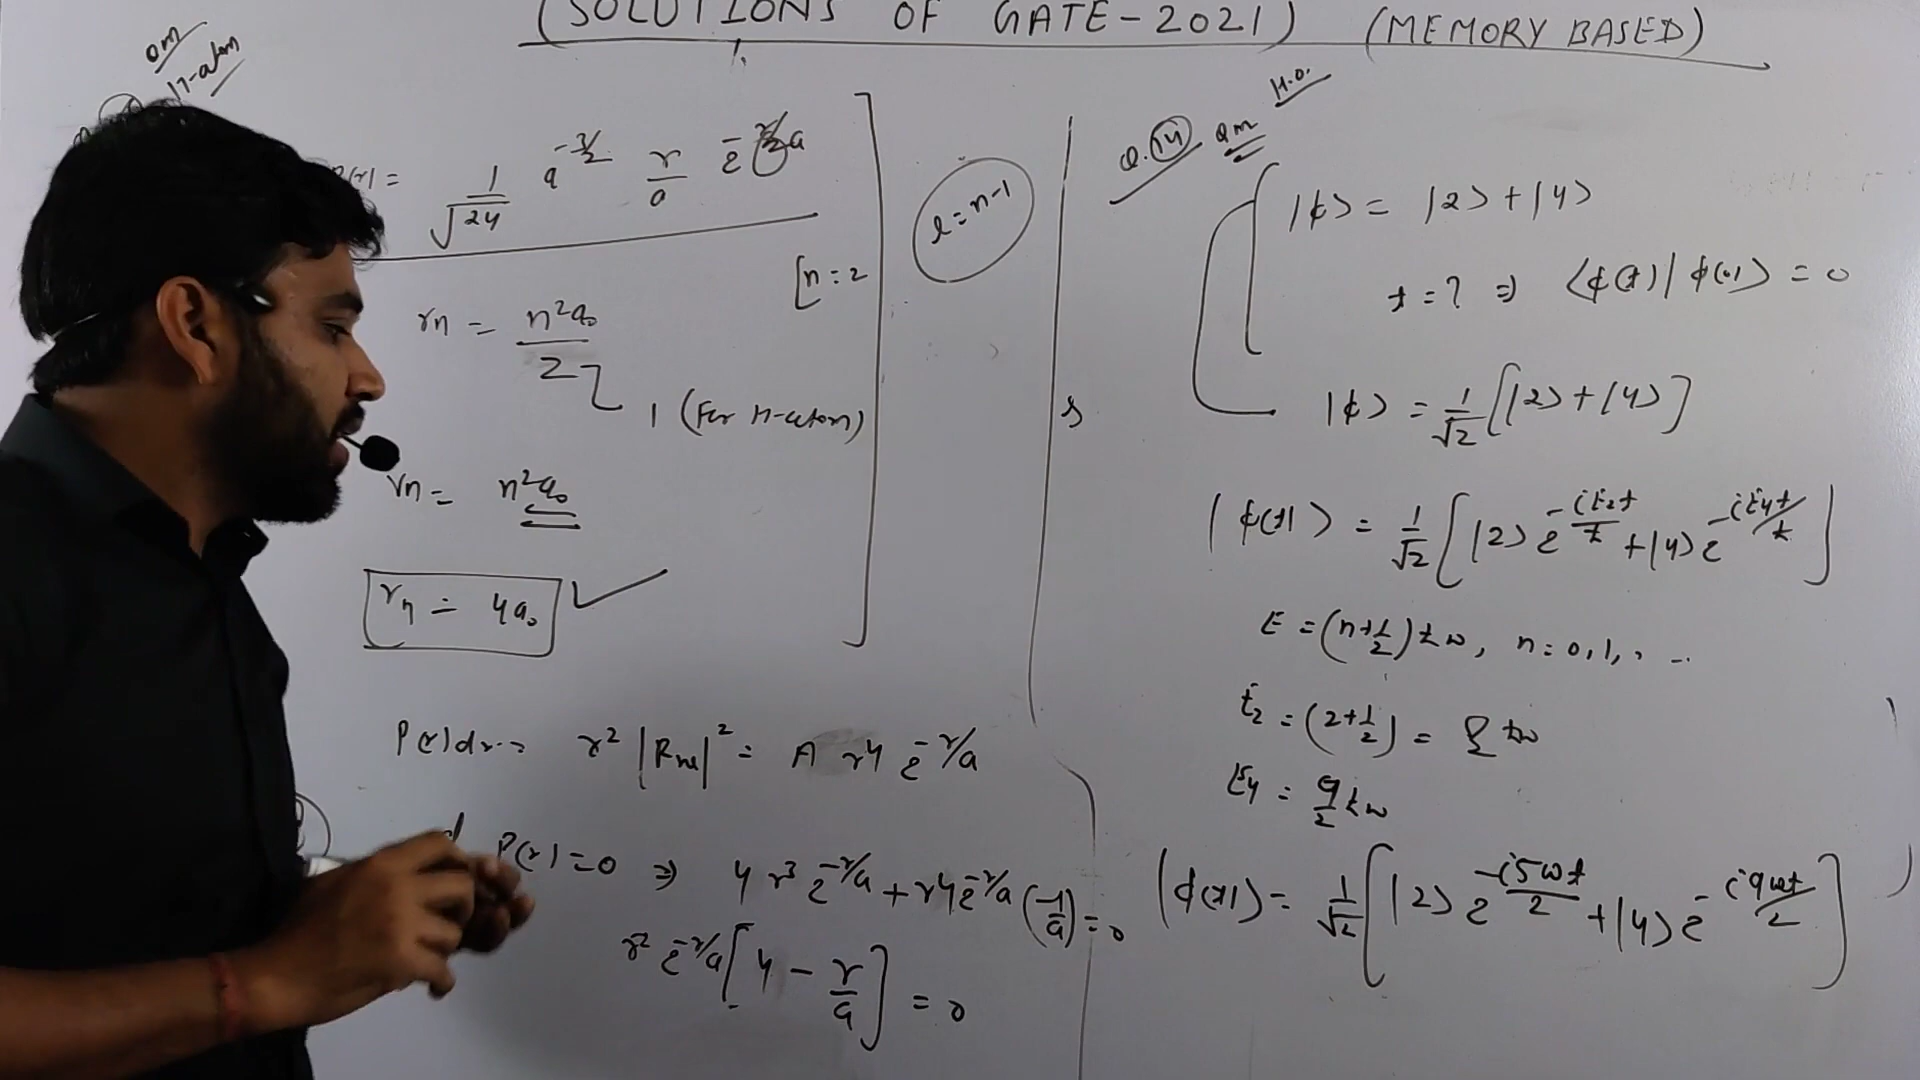 (SOLUTIONS OF GATE-2021) (MEMORY BASED)
QM
H-atom
(r) = 1/√24 a^(-3/2) r/a e^(-r/2a)
[n = 2
l = n-1
rn = n²a₀/Z
1 (For H-atom)
rn = n²a₀
rn = 4a₀ ✓
P(r)dr = r² |Rnl|² = A r⁴ e^(-r/a)
P(r) = 0 ⇒ 4 r³ e^(-r/a) + r⁴ e^(-r/a) (-1/a) = 0
r² e^(-r/a) [4 - r/a] = 0
Q.14 QM H.O.
|ϕ> = |2> + |4>
t = ? ⇒ <ϕ(t)|ϕ(0)> = 0
|ϕ> = 1/√2 [|2> + |4>]
|ϕ(t)> = 1/√2 [|2> e^(-iE₂t/ħ) + |4> e^(-iE₄t/ħ)]
E = (n+1/2)ħω, n = 0, 1, , ...
E₂ = (2+1/2) = 5/2 ħω
E₄ = 9/2 ħω
|ϕ(t)> = 1/√2 [|2> e^(-i5ωt/2) + |4> e^(-i9ωt/2)]